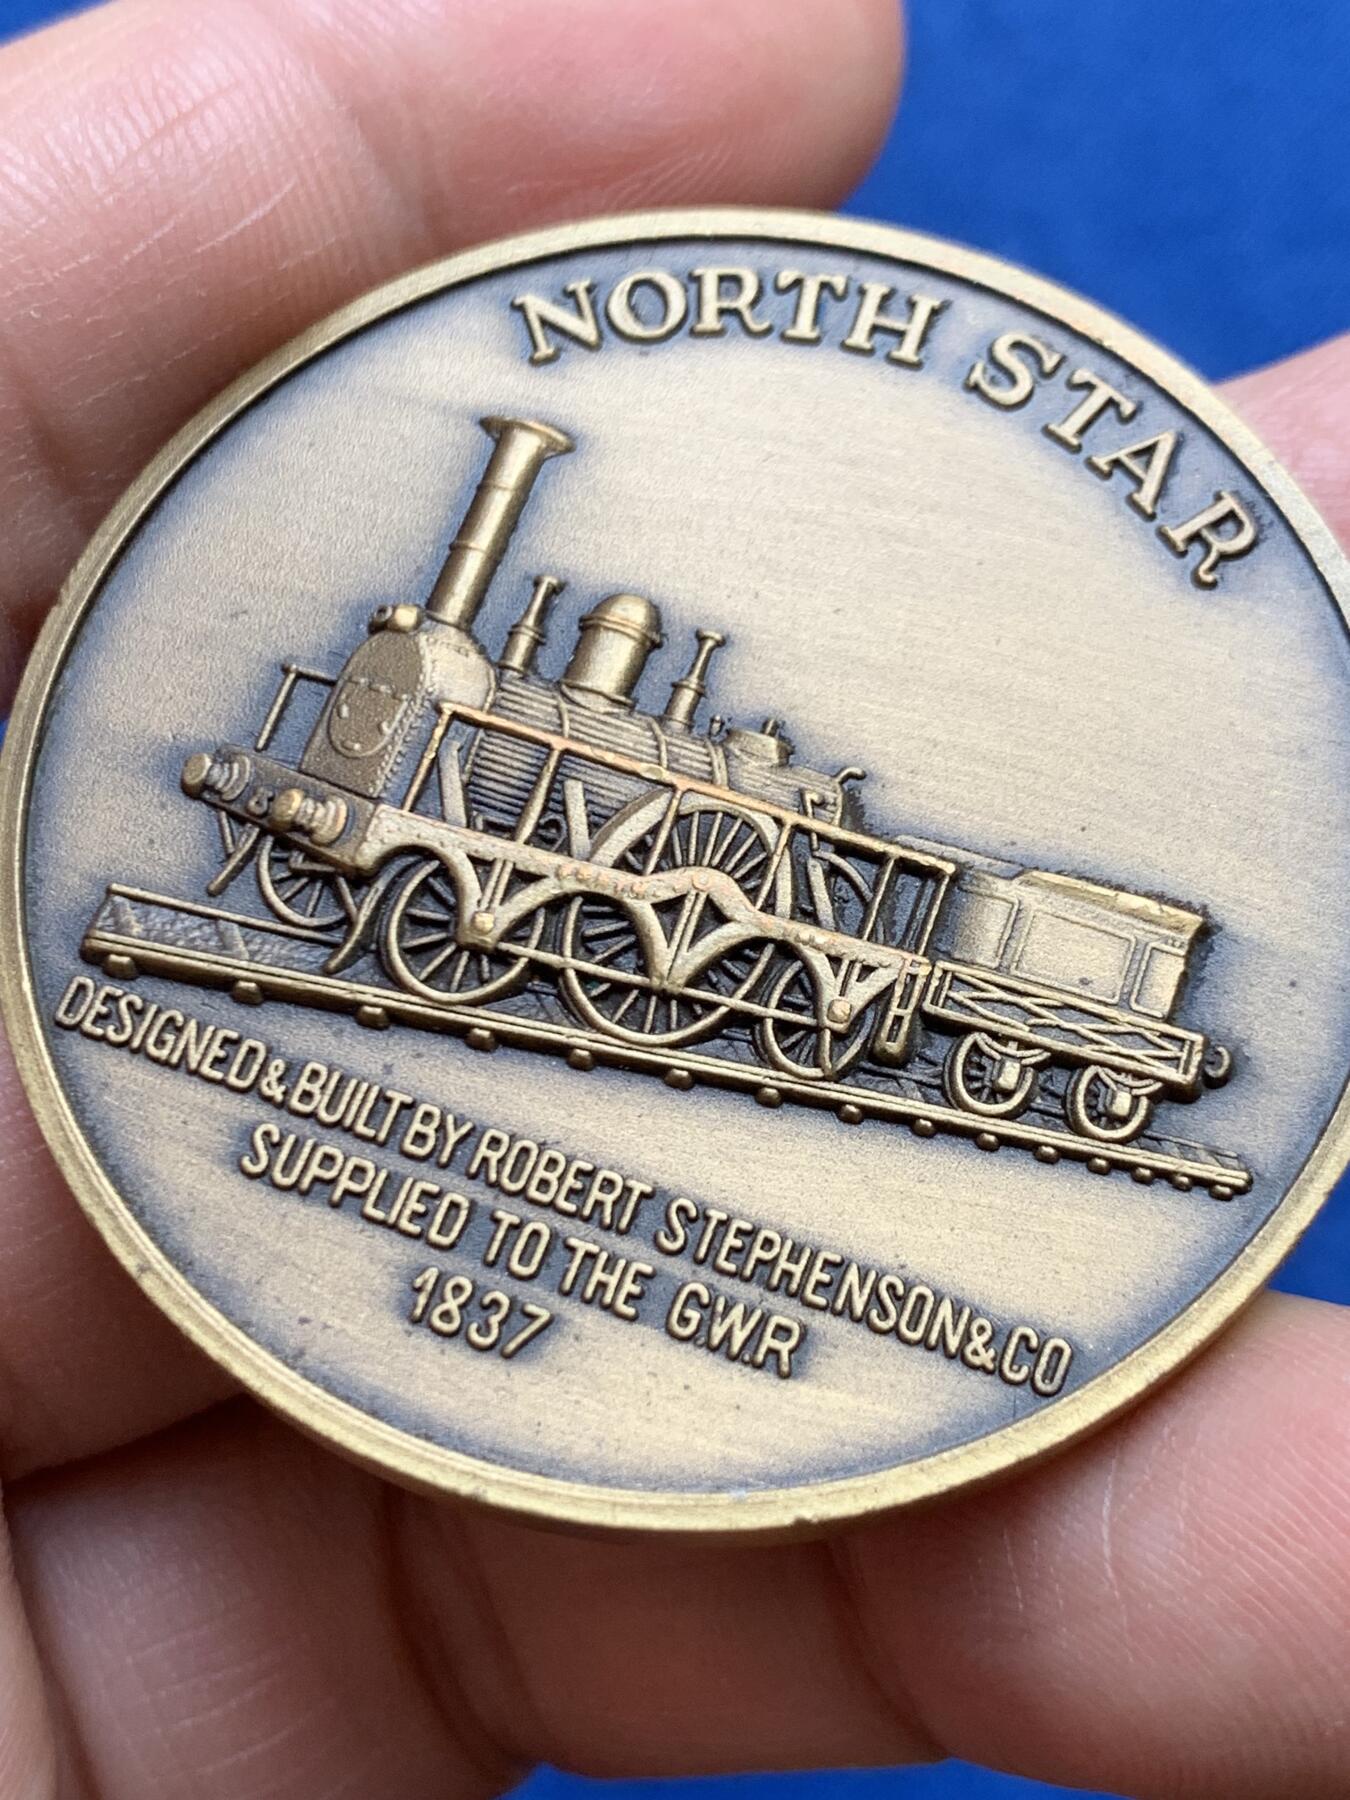 NORTH STAR
DESIGNED & BUILT BY ROBERT STEPHENSON & CO
SUPPLIED TO THE G.W.R
1837